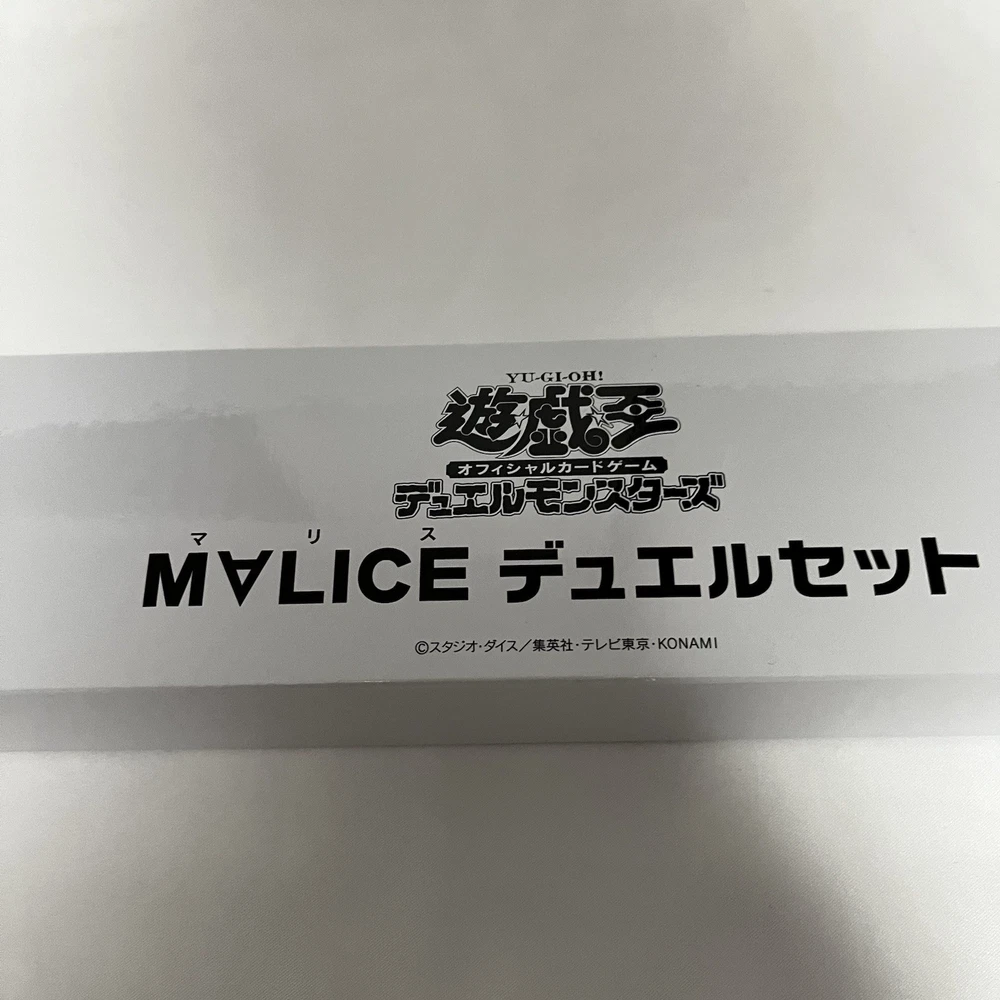 YU-GI-OH!
遊戯王
オフィシャルカードゲーム
デュエルモンスターズ
マリス
M∀LICE デュエルセット
©スタジオ・ダイス／集英社・テレビ東京・KONAMI